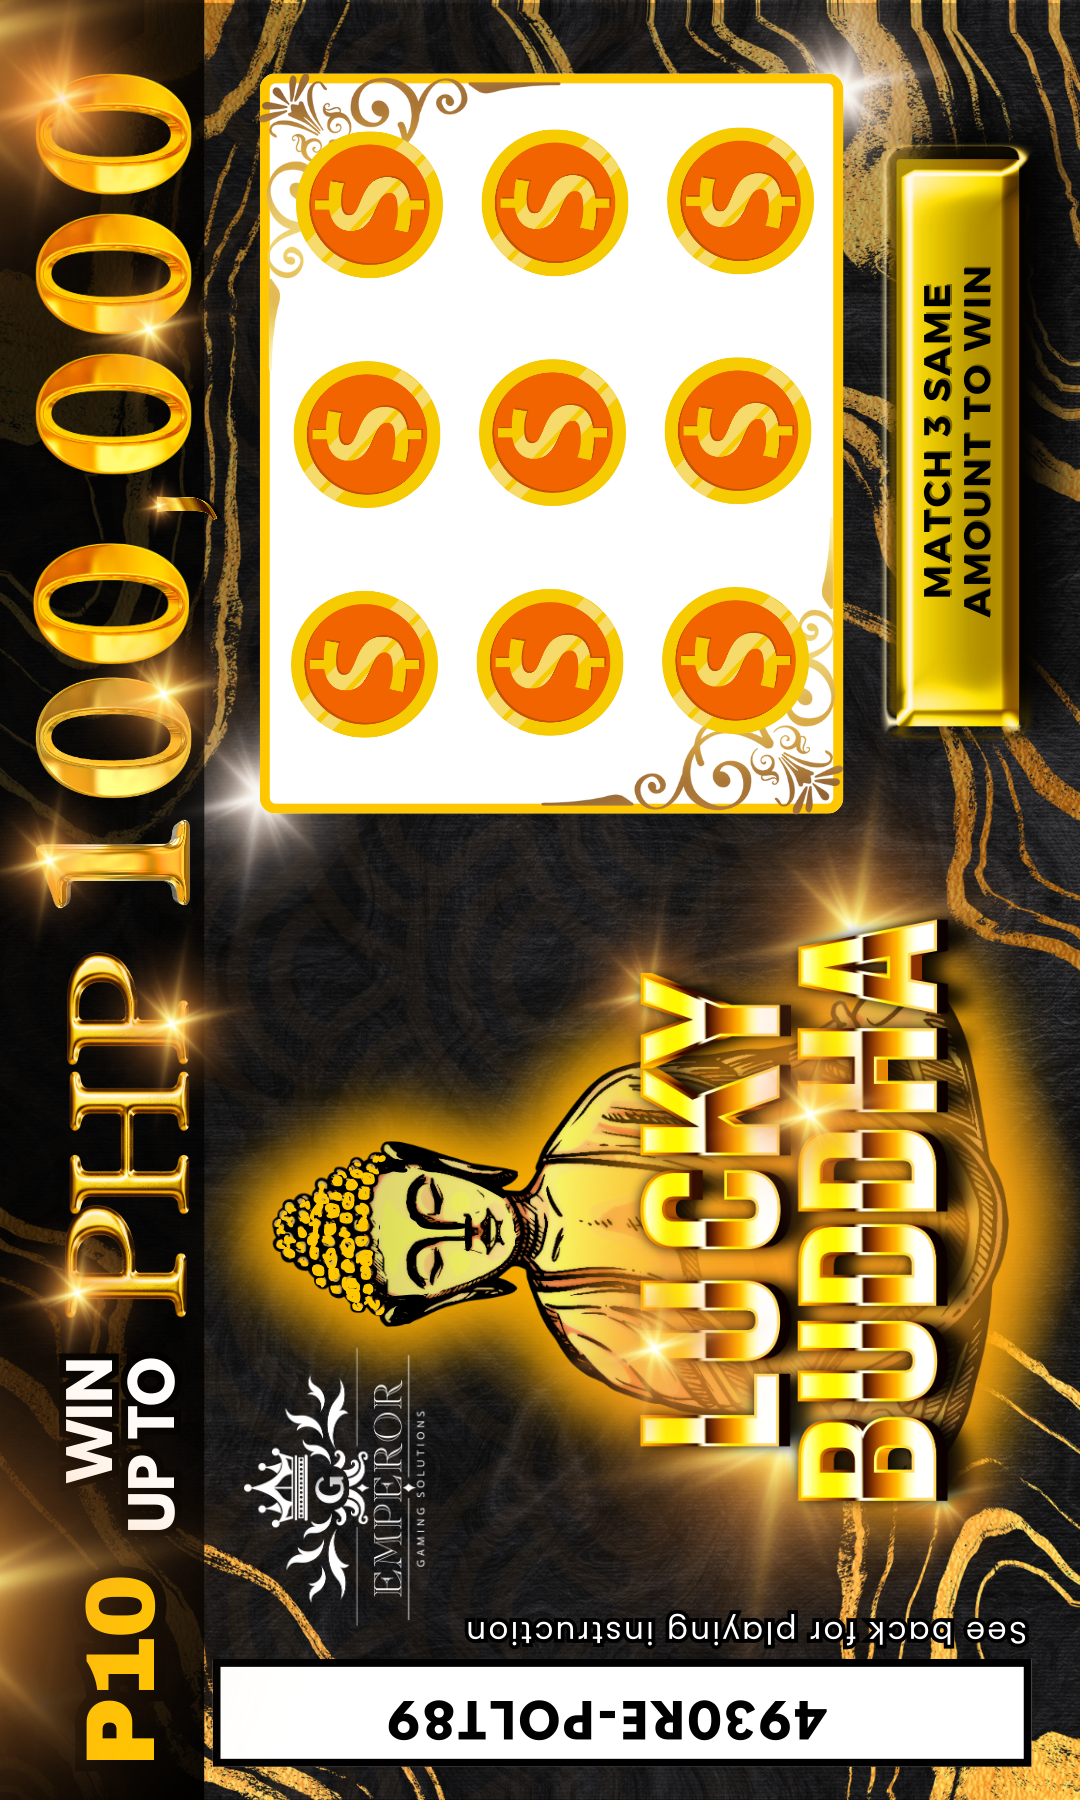 P10
WIN
UP TO
PHP 100,000
G
EMPEROR
GAMING SOLUTIONS
LUCKY
BUDDHA
MATCH 3 SAME
AMOUNT TO WIN
See back for playing instruction
4930RE-POLT89